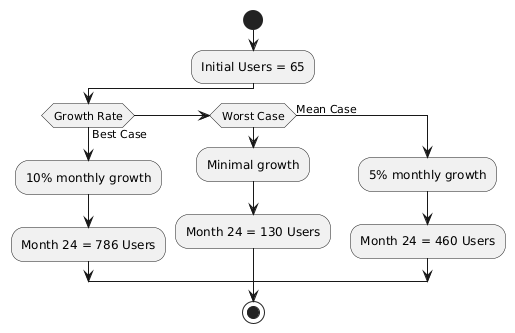 Initial Users = 65
Growth Rate
Best Case
Worst Case
Mean Case
10% monthly growth
Minimal growth
5% monthly growth
Month 24 = 786 Users
Month 24 = 130 Users
Month 24 = 460 Users